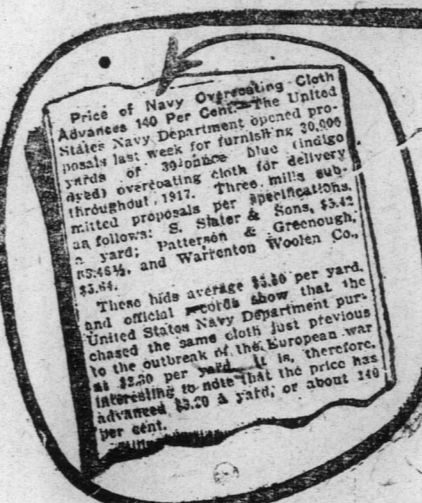 Price of Navy Overcoating Cloth
Advances 140 Per Cent.—The United
States Navy Department opened pro-
posals last week for furnishing 20,000
yards of 30-ounce blue (indigo
dyed) overcoating cloth for delivery
throughout 1917. Three mills sub-
mitted proposals per specifications,
as follows: S. Slater & Sons, $5.42
a yard; Patterson & Greenough,
$5.46½, and Warrenton Woolen Co.,
$5.64.
These bids average $5.50 per yard,
and official records show that the
United States Navy Department pur-
chased the same cloth just previous
to the outbreak of the European war
at $2.30 per yard. It is, therefore,
interesting to note that the price has
advanced $3.20 a yard, or about 140
per cent.